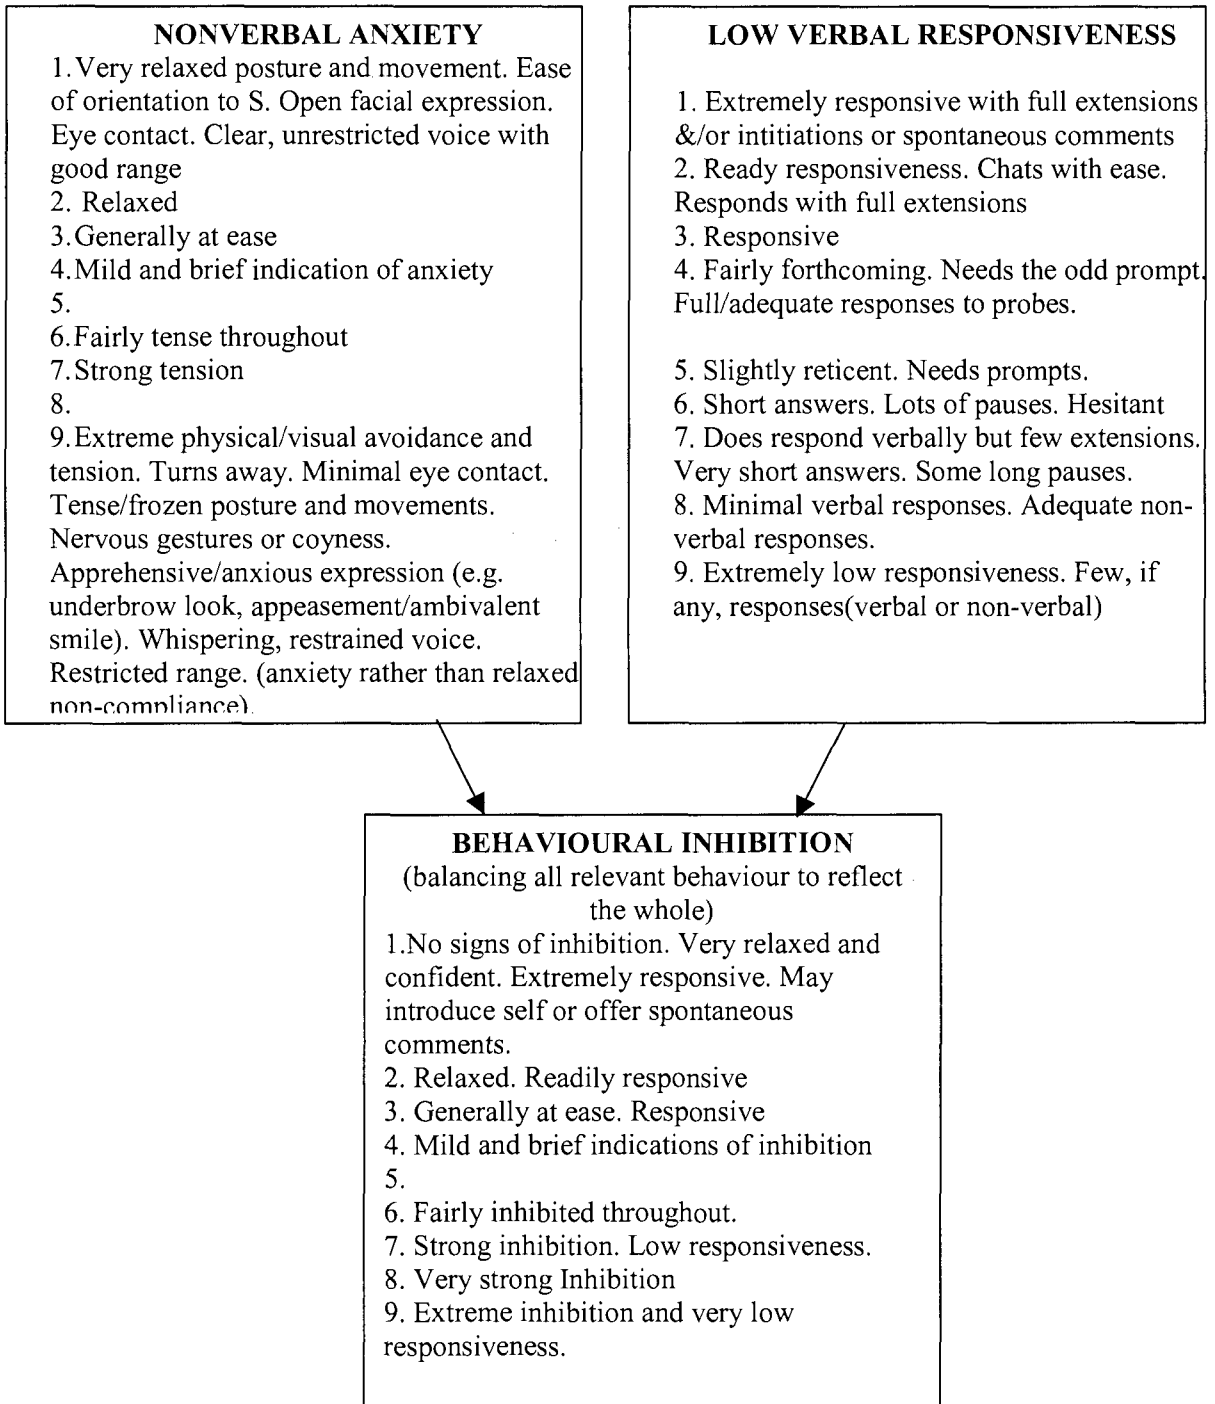 NONVERBAL ANXIETY
1.Very relaxed posture and movement. Ease
of orientation to S. Open facial expression.
Eye contact. Clear, unrestricted voice with
good range
2. Relaxed
3.Generally at ease
4.Mild and brief indication of anxiety
5.
6.Fairly tense throughout
7.Strong tension
8.
9.Extreme physical/visual avoidance and
tension. Turns away. Minimal eye contact.
Tense/frozen posture and movements.
Nervous gestures or coyness.
Apprehensive/anxious expression (e.g.
underbrow look, appeasement/ambivalent
smile). Whispering, restrained voice.
Restricted range. (anxiety rather than relaxed
non-compliance).
LOW VERBAL RESPONSIVENESS
1. Extremely responsive with full extensions
&/or intitiations or spontaneous comments
2. Ready responsiveness. Chats with ease.
Responds with full extensions
3. Responsive
4. Fairly forthcoming. Needs the odd prompt.
Full/adequate responses to probes.
5. Slightly reticent. Needs prompts.
6. Short answers. Lots of pauses. Hesitant
7. Does respond verbally but few extensions.
Very short answers. Some long pauses.
8. Minimal verbal responses. Adequate non-
verbal responses.
9. Extremely low responsiveness. Few, if
any, responses(verbal or non-verbal)
BEHAVIOURAL INHIBITION
(balancing all relevant behaviour to reflect
the whole)
1.No signs of inhibition. Very relaxed and
confident. Extremely responsive. May
introduce self or offer spontaneous
comments.
2. Relaxed. Readily responsive
3. Generally at ease. Responsive
4. Mild and brief indications of inhibition
5.
6. Fairly inhibited throughout.
7. Strong inhibition. Low responsiveness.
8. Very strong Inhibition
9. Extreme inhibition and very low
responsiveness.